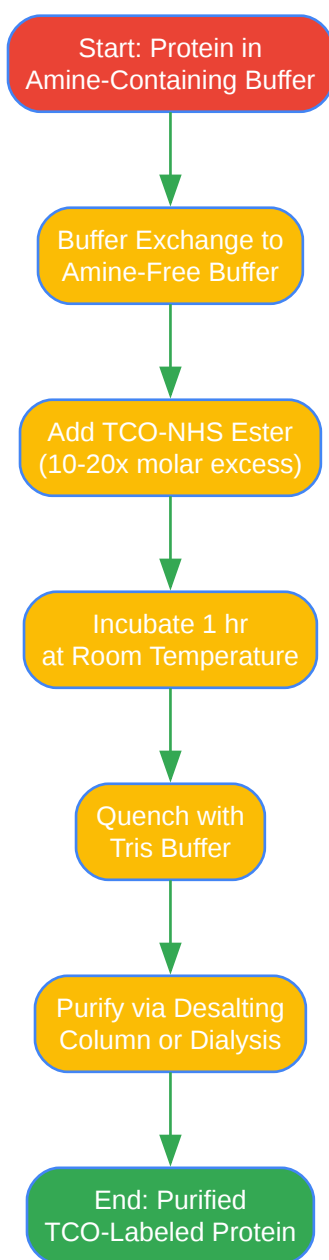 Start: Protein in
Amine-Containing Buffer
Buffer Exchange to
Amine-Free Buffer
Add TCO-NHS Ester
(10-20x molar excess)
Incubate 1 hr
at Room Temperature
Quench with
Tris Buffer
Purify via Desalting
Column or Dialysis
End: Purified
TCO-Labeled Protein